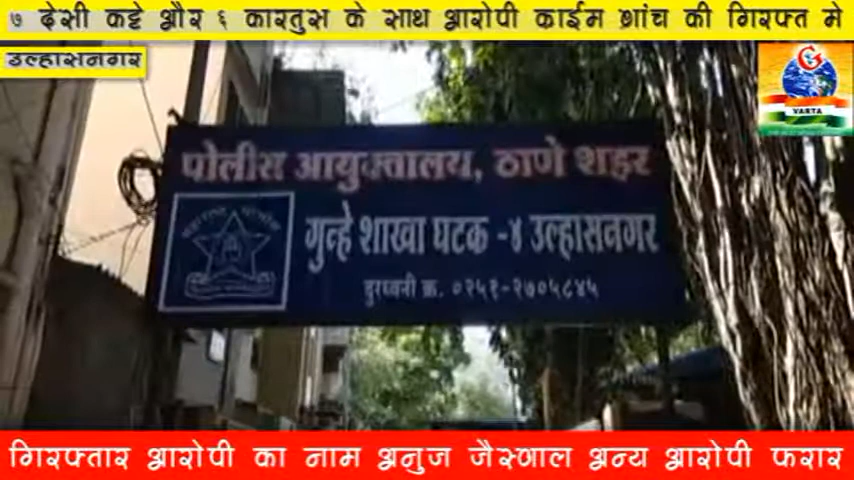 ७ देसी कट्टे और ६ कारतुस के साथ आरोपी काईम ब्रांच की गिरफ्त मे
उल्हासनगर
G
VARTA
पोलीस आयुक्तालय, ठाणे शहर
गुन्हे शाखा घटक -४ उल्हासनगर
दुरध्वनी क्र. ०२५१-२७०५८४५
गिरफ्तार आरोपी का नाम अनुज जैस्वाल अन्य आरोपी फरार